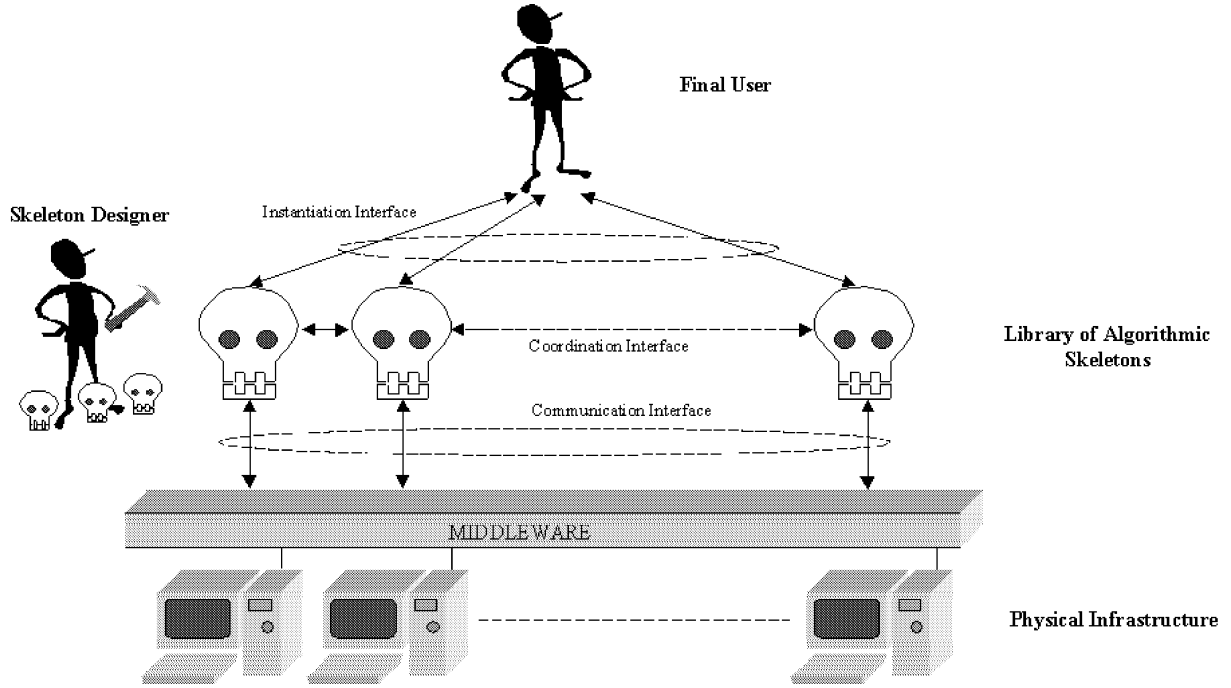 Final User
Skeleton Designer
Instantiation Interface
Coordination Interface
Library of Algorithmic
Skeletons
Communication Interface
MIDDLEWARE
Physical Infrastructure